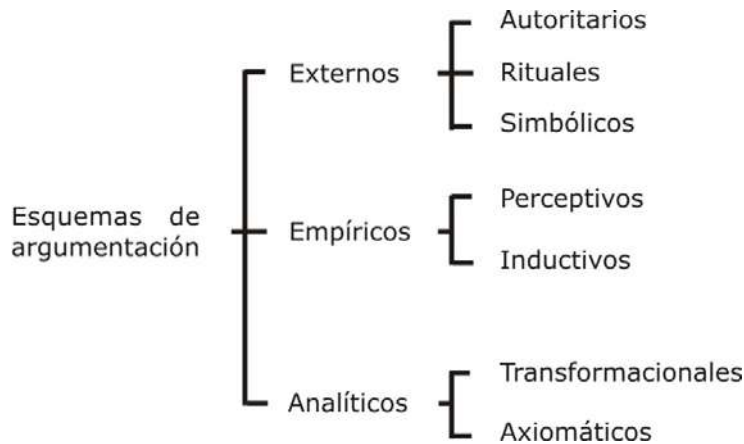 Autoritarios
Externos
Rituales
Simbólicos
Esquemas de
argumentación
Empíricos
Perceptivos
Inductivos
Analíticos
Transformacionales
Axiomáticos